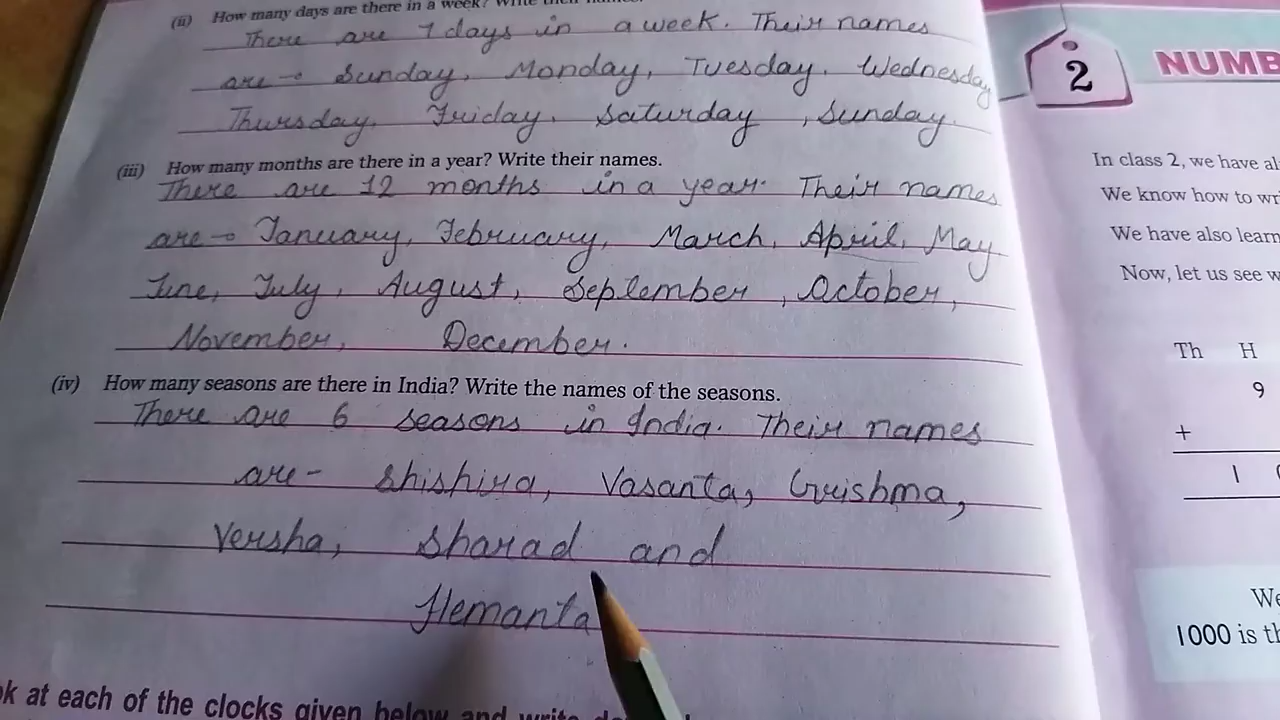 (ii) How many days are there in a week? Write their names.
There are 7 days in a week. Their names
are → Sunday, Monday, Tuesday, Wednesday
Thursday, Friday, Saturday, Sunday.
(iii) How many months are there in a year? Write their names.
There are 12 months in a year. Their names
are → January, February, March, April, May
June, July, August, September, October,
November, December.
(iv) How many seasons are there in India? Write the names of the seasons.
There are 6 seasons in India. Their names
are - Shishira, Vasanta, Grishma,
Versha, Sharad and
Hemanta
at each of the clocks given below and write
2 NUMB
In class 2, we have al
We know how to wri
We have also learn
Now, let us see w
Th H
9
+
1
We
1000 is th